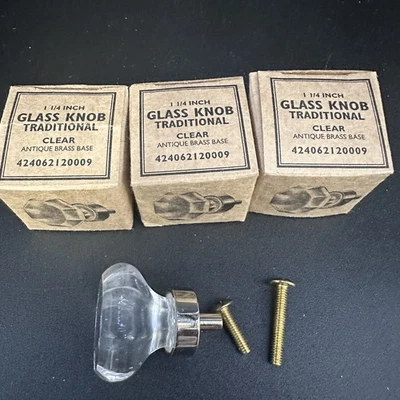 1 1/4 INCH
GLASS KNOB
TRADITIONAL
CLEAR
ANTIQUE BRASS BASE
424062120009
1 1/4 INCH
GLASS KNOB
TRADITIONAL
CLEAR
ANTIQUE BRASS BASE
424062120009
1 1/4 INCH
GLASS KNOB
TRADITIONAL
CLEAR
ANTIQUE BRASS BASE
424062120009